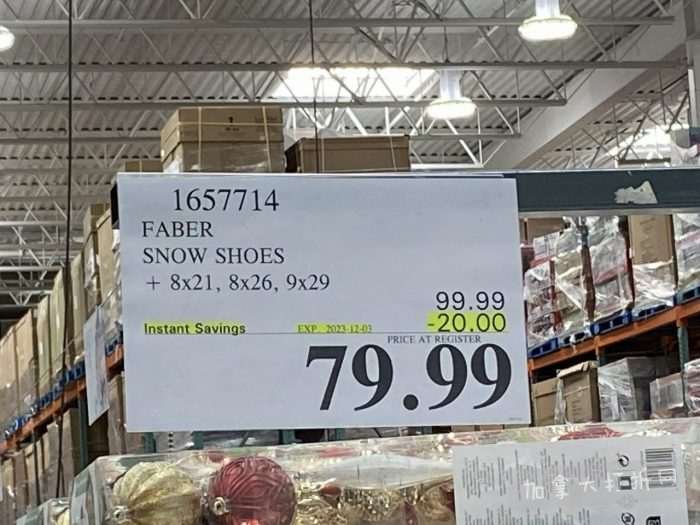 1657714
FABER
SNOW SHOES
+ 8x21, 8x26, 9x29
99.99
Instant Savings EXP. 2023-12-03 -20.00
PRICE AT REGISTER
79.99
加拿大打折网